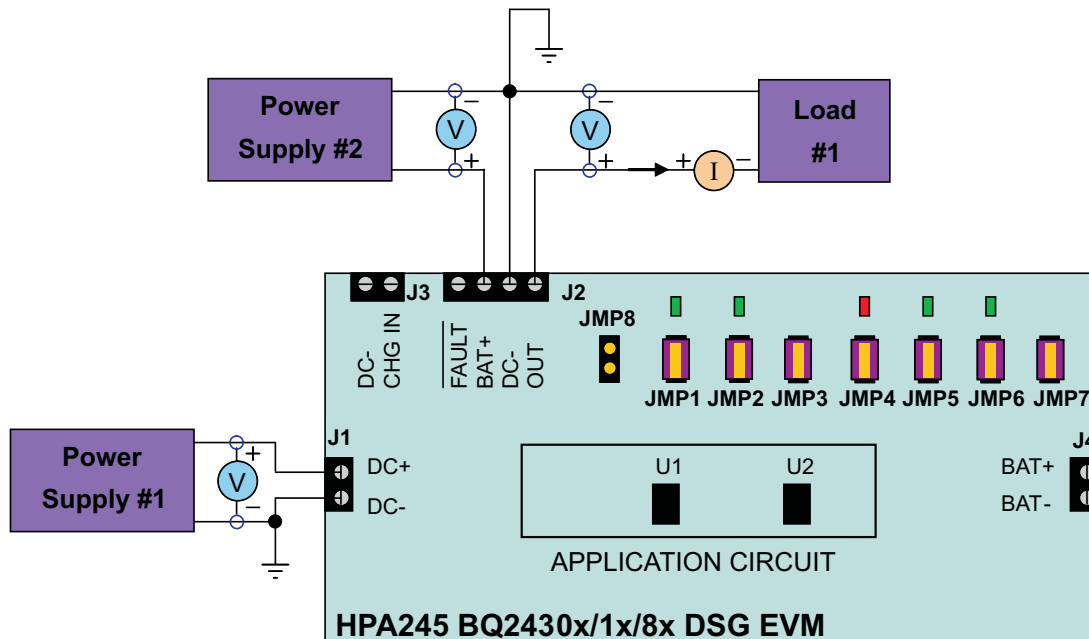 Power
Supply #2
−
V
+
−
V
+
+
I
−
Load
#1
J3
J2
DC-
CHG IN
FAULT
BAT+
DC-
OUT
JMP8
JMP1
JMP2
JMP3
JMP4
JMP5
JMP6
JMP7
Power
Supply #1
+
V
−
J1
DC+
DC-
U1
U2
J4
BAT+
BAT-
APPLICATION CIRCUIT
HPA245 BQ2430x/1x/8x DSG EVM